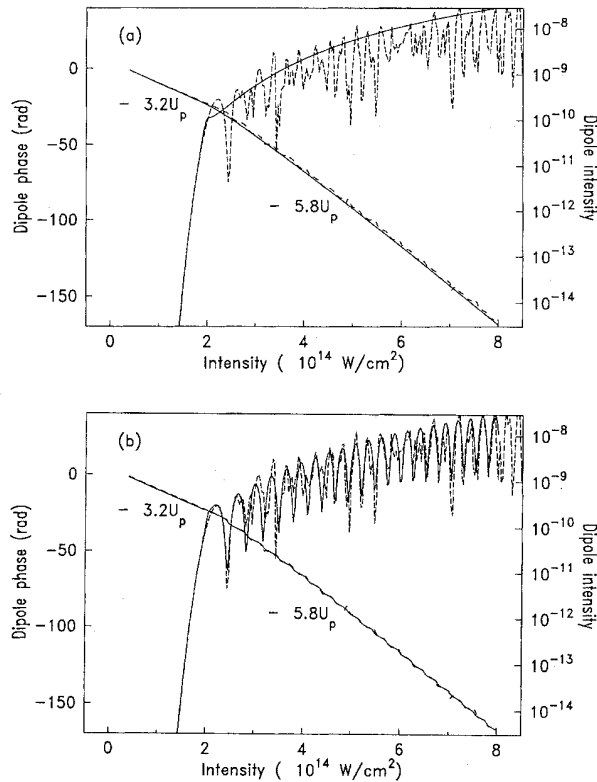 (a)
Dipole phase (rad)
0
−50
−100
−150
− 3.2U_p
− 5.8U_p
10^-8
10^-9
10^-10
10^-11
10^-12
10^-13
10^-14
Dipole intensity
0 2 4 6 8
Intensity ( 10^14 W/cm^2)
(b)
Dipole phase (rad)
0
−50
−100
−150
− 3.2U_p
− 5.8U_p
10^-8
10^-9
10^-10
10^-11
10^-12
10^-13
10^-14
Dipole intensity
0 2 4 6 8
Intensity ( 10^14 W/cm^2)